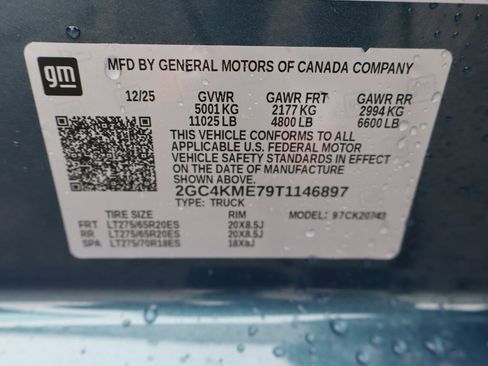 gm
MFD BY GENERAL MOTORS OF CANADA COMPANY
12/25 GVWR GAWR FRT GAWR RR
5001 KG 2177 KG 2994 KG
11025 LB 4800 LB 6600 LB
THIS VEHICLE CONFORMS TO ALL
APPLICABLE U.S. FEDERAL MOTOR
VEHICLE SAFETY STANDARDS IN EFFECT
ON THE DATE OF MANUFACTURE
SHOWN ABOVE.
2GC4KME79T1146897
TYPE: TRUCK
TIRE SIZE RIM MODEL:
FRT LT275/65R20ES 20X8.5J
RR LT275/65R20ES 20X8.5J
SPA LT275/70R18ES 18X8J